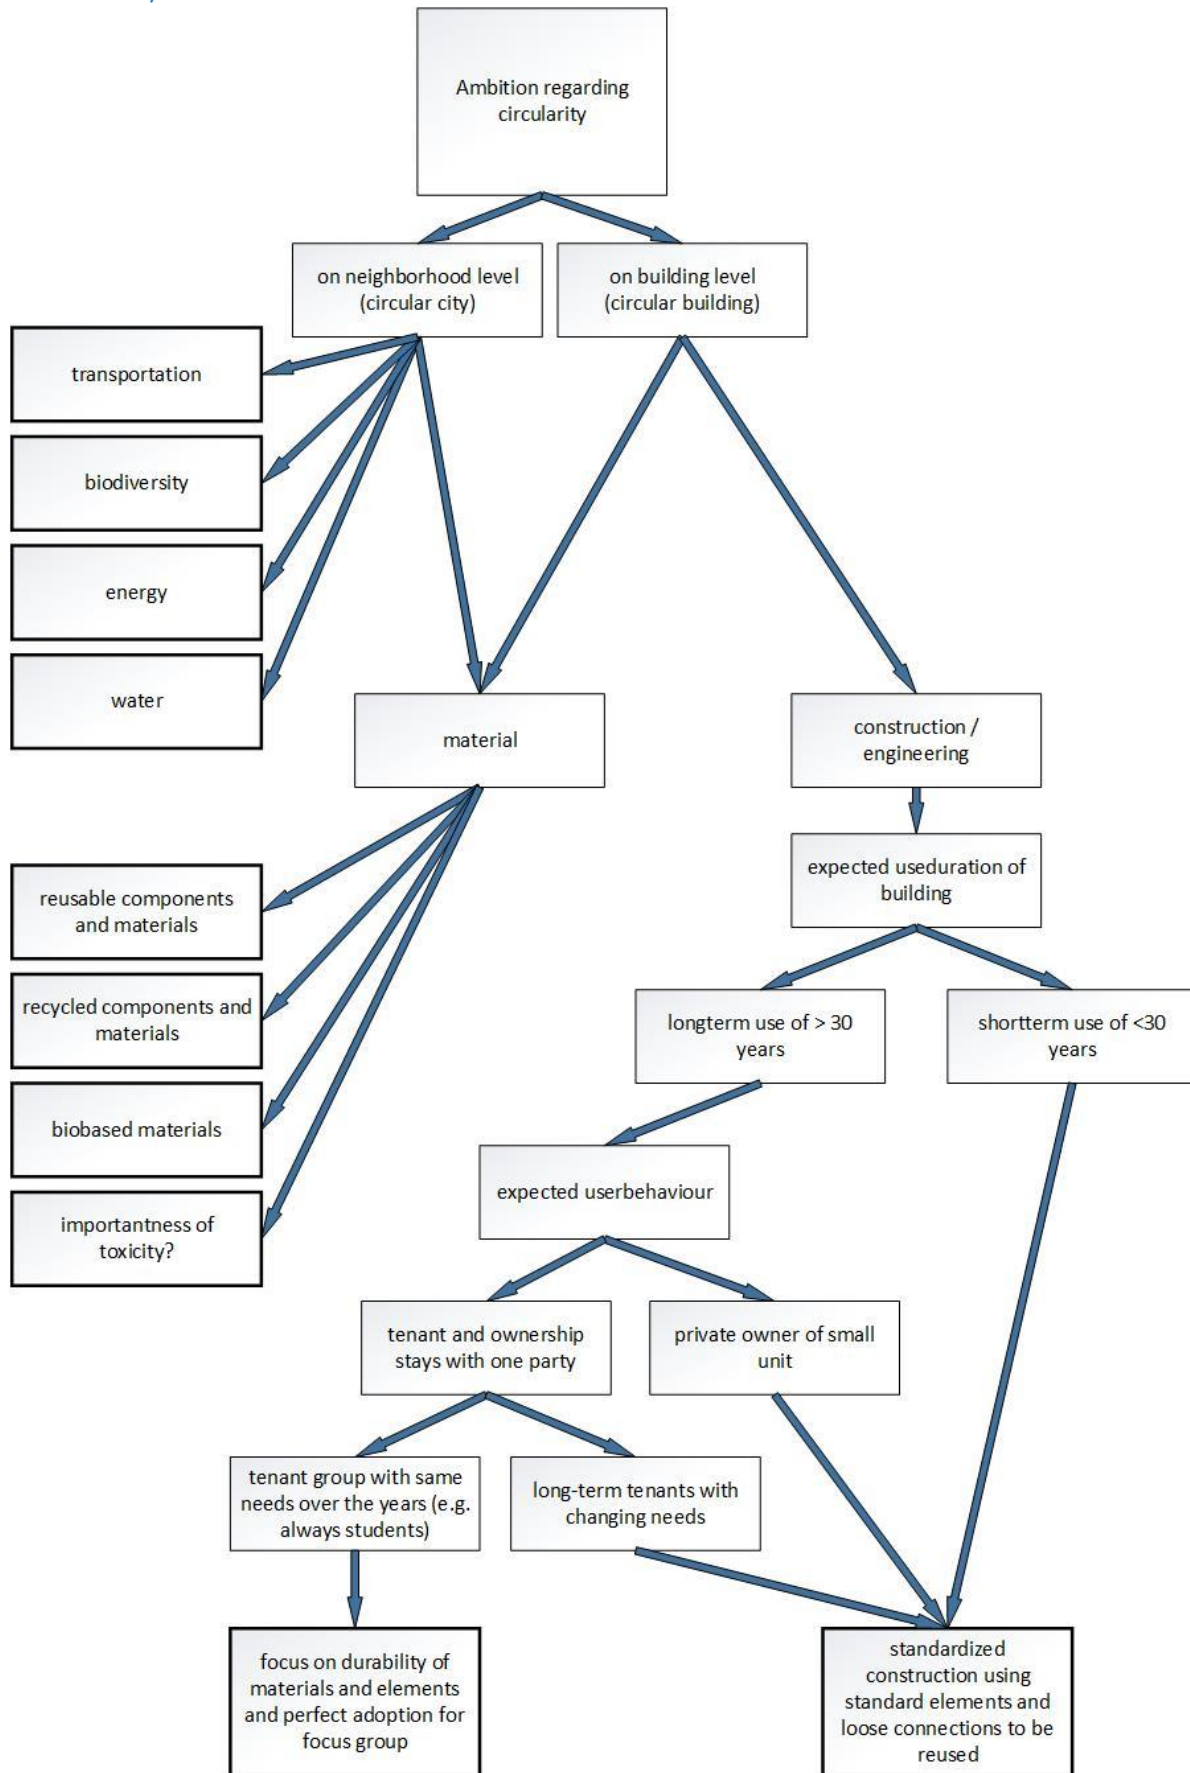 Ambition regarding
circularity
on neighborhood level
(circular city)
on building level
(circular building)
transportation
biodiversity
energy
water
material
construction /
engineering
reusable components
and materials
expected useduration of
building
recycled components and
materials
longterm use of > 30
years
shortterm use of <30
years
biobased materials
expected userbehaviour
importantness of
toxicity?
tenant and ownership
stays with one party
private owner of small
unit
tenant group with same
needs over the years (e.g.
always students)
long-term tenants with
changing needs
focus on durability of
materials and elements
and perfect adoption for
focus group
standardized
construction using
standard elements and
loose connections to be
reused